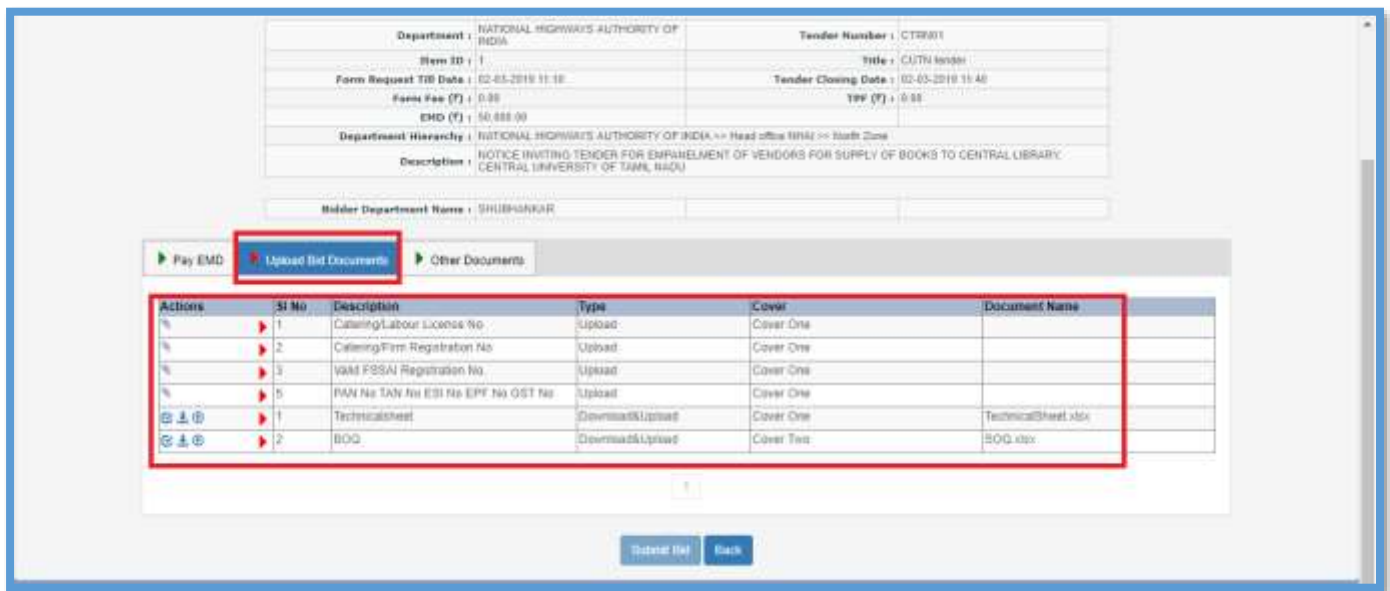 Department : NATIONAL HIGHWAYS AUTHORITY OF INDIA Tender Number : CTRN01
Item ID : 1 Title : CUTN tender
Form Request Till Date : 02-03-2019 11:10 Tender Closing Date : 02-03-2019 11:40
Form Fee (₹) : 0.00 TPF (₹) : 0.00
EMD (₹) : 50,000.00
Department Hierarchy : NATIONAL HIGHWAYS AUTHORITY OF INDIA >> Head office NHAI >> North Zone
Description : NOTICE INVITING TENDER FOR EMPANELMENT OF VENDORS FOR SUPPLY OF BOOKS TO CENTRAL LIBRARY,
CENTRAL UNIVERSITY OF TAMIL NADU
Bidder Department Name : SHUBHANKAR
Pay EMD Upload Bid Documents Other Documents
Actions Sl No Description Type Cover Document Name
1 Catering/Labour License No Upload Cover One
2 Catering/Firm Registration No Upload Cover One
3 Valid FSSAI Registration No. Upload Cover One
5 PAN No TAN No ESI No EPF No GST No Upload Cover One
1 Technicalsheet Download&Upload Cover One TechnicalSheet.xlsx
2 BOQ Download&Upload Cover Two BOQ.xlsx
1
Submit Bid Back